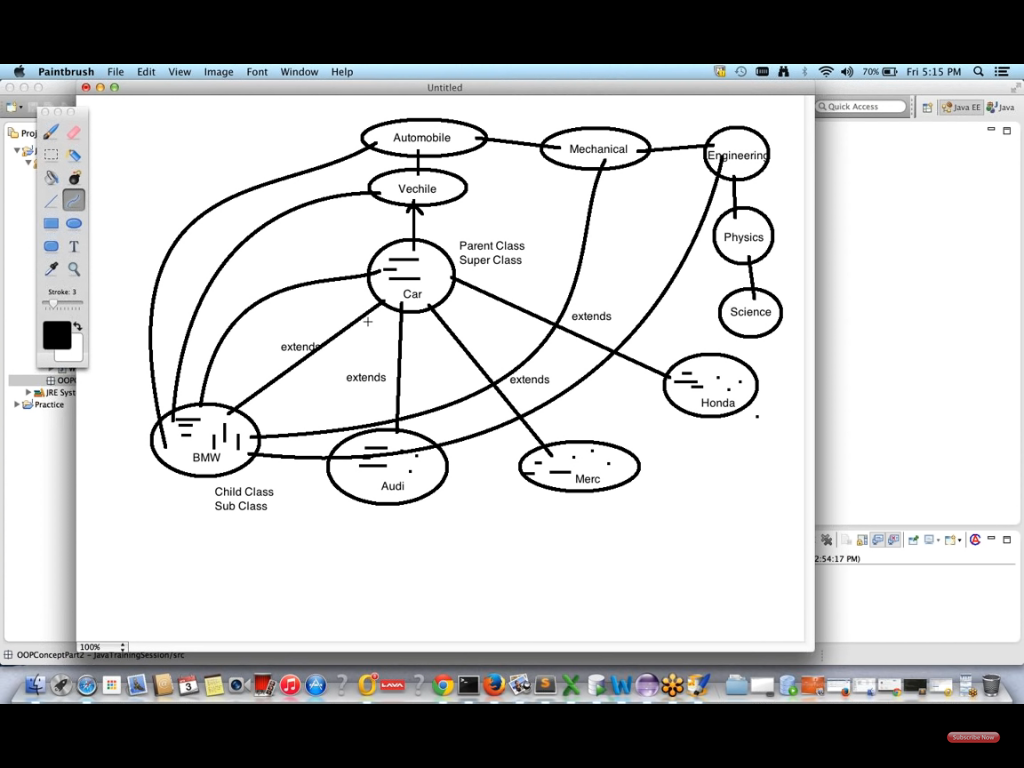 Paintbrush File Edit View Image Font Window Help 70% Fri 5:15 PM
Untitled
Quick Access Java EE Java
Automobile
Mechanical
Engineering
Vechile
Physics
Parent Class
Super Class
Car
Science
extends
extends
extends
extends
Honda
BMW
Audi
Merc
Child Class
Sub Class
Stroke: 3
Proj
OOPC
JRE Syst
Practice
2:54:17 PM)
100%
OOPConceptPart2 - JavaTrainingSession/src
Subscribe Now